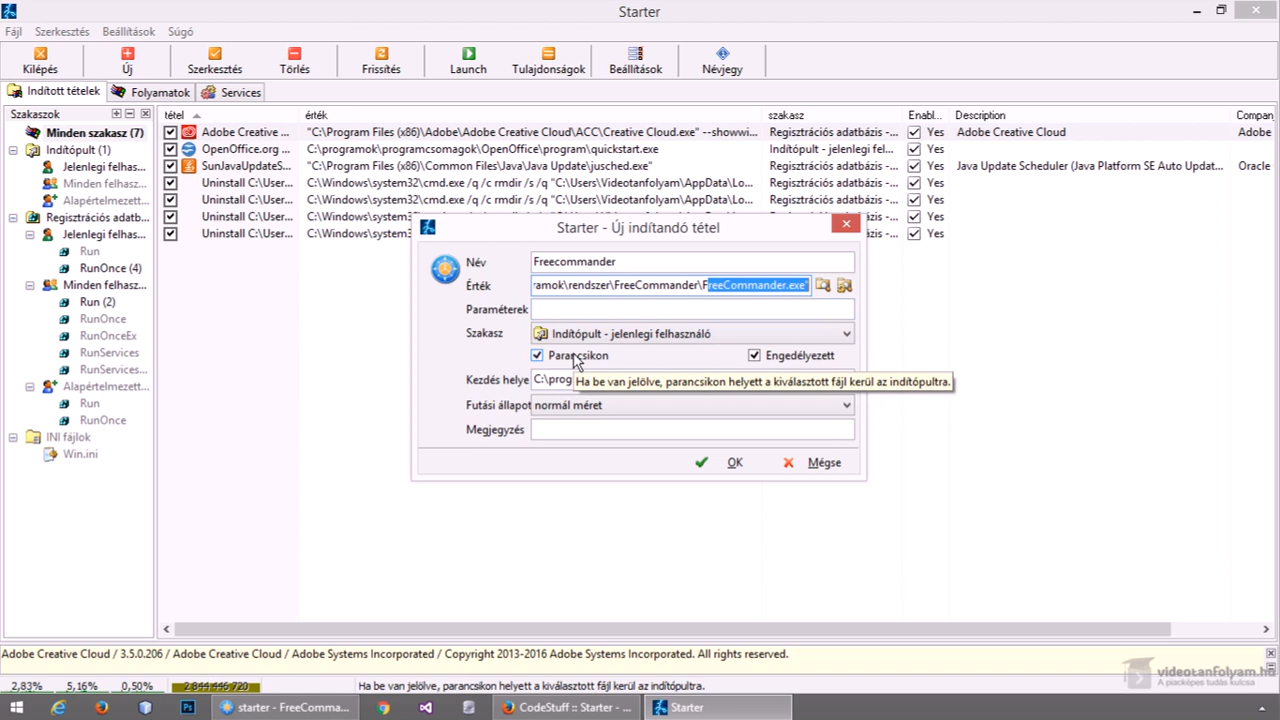 Starter
Fájl Szerkesztés Beállítások Súgó
Kilépés Új Szerkesztés Törlés Frissítés Launch Tulajdonságok Beállítások Névjegy
Indított tételek Folyamatok Services
Szakaszok
Minden szakasz (7)
Indítópult (1)
Jelenlegi felhas...
Minden felhasz...
Alapértelmezett...
Regisztrációs adatb...
Jelenlegi felhas...
Run
RunOnce (4)
Minden felhasz...
Run (2)
RunOnce
RunOnceEx
RunServices
RunServices
Alapértelmezett...
Run
RunOnce
INI fájlok
Win.ini
tétel érték szakasz Enabl... Description Compan
Adobe Creative ... "C:\Program Files (x86)\Adobe\Adobe Creative Cloud\ACC\Creative Cloud.exe" --showwi... Regisztrációs adatbázis -... Yes Adobe Creative Cloud Adobe
OpenOffice.org ... C:\programok\programcsomagok\OpenOffice\program\quickstart.exe Indítópult - jelenlegi fel... Yes
SunJavaUpdateS... "C:\Program Files (x86)\Common Files\Java\Java Update\jusched.exe" Regisztrációs adatbázis -... Yes Java Update Scheduler (Java Platform SE Auto Updat... Oracle
Uninstall C:\User... C:\Windows\system32\cmd.exe /q /c rmdir /s /q "C:\Users\Videotanfolyam\AppData\Lo... Regisztrációs adatbázis -... Yes
Uninstall C:\User... C:\Windows\system32\cmd.exe /q /c rmdir /s /q "C:\Users\Videotanfolyam\AppData\Lo... Regisztrációs adatbázis -... Yes
Uninstall C:\User... Yes
Uninstall C:\User... C:\Windows\system3 Yes
Starter - Új indítandó tétel
Név Freecommander
Érték ramok\rendszer\FreeCommander\FreeCommander.exe"
Paraméterek
Szakasz Indítópult - jelenlegi felhasználó
Parancsikon Engedélyezett
Kezdés helye C:\prog
Ha be van jelölve, parancsikon helyett a kiválasztott fájl kerül az indítópultra.
Futási állapot normál méret
Megjegyzés
OK Mégse
Adobe Creative Cloud / 3.5.0.206 / Adobe Creative Cloud / Adobe Systems Incorporated / Copyright 2013-2016 Adobe Systems Incorporated. All rights reserved.
2,83% 5,16% 0,50% 2 844 446 720 Ha be van jelölve, parancsikon helyett a kiválasztott fájl kerül az indítópultra.
videotanfolyam.hu
A piacképes tudás kulcsa
starter - FreeComma... CodeStuff :: Starter - ... Starter